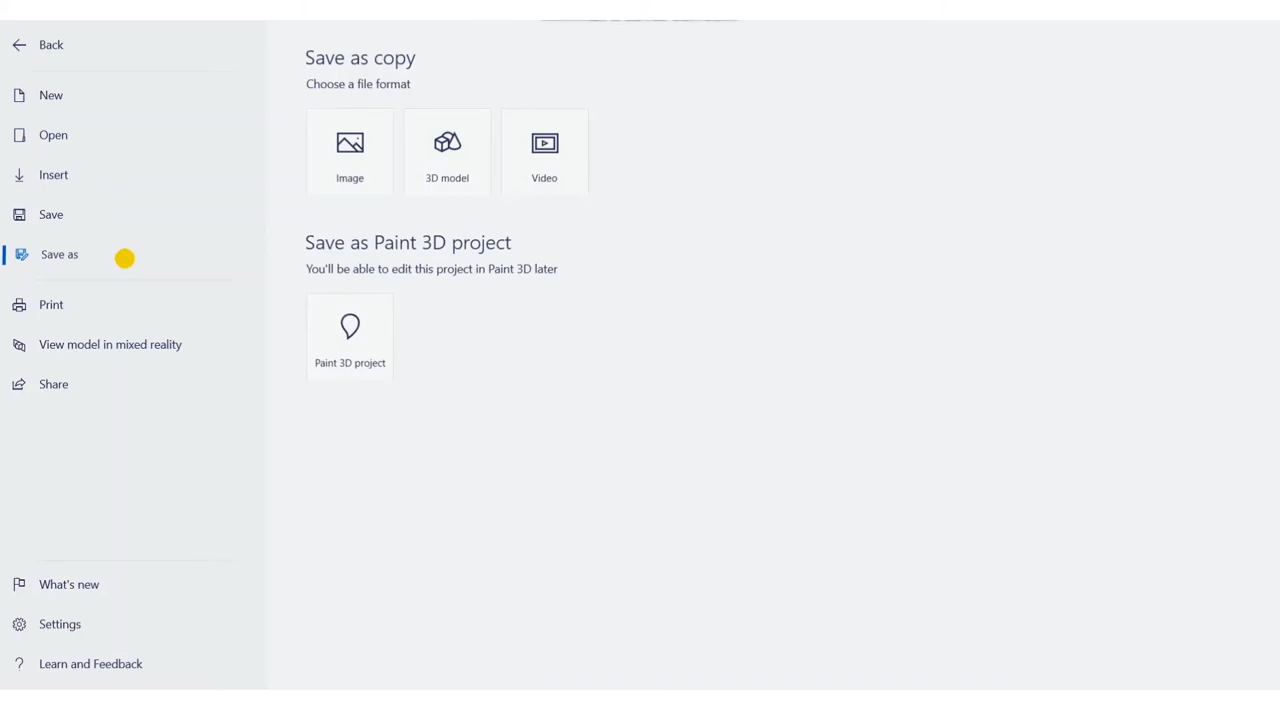 Back
New
Open
Insert
Save
Save as
Print
View model in mixed reality
Share
What's new
Settings
Learn and Feedback
Save as copy
Choose a file format
Image
3D model
Video
Save as Paint 3D project
You'll be able to edit this project in Paint 3D later
Paint 3D project